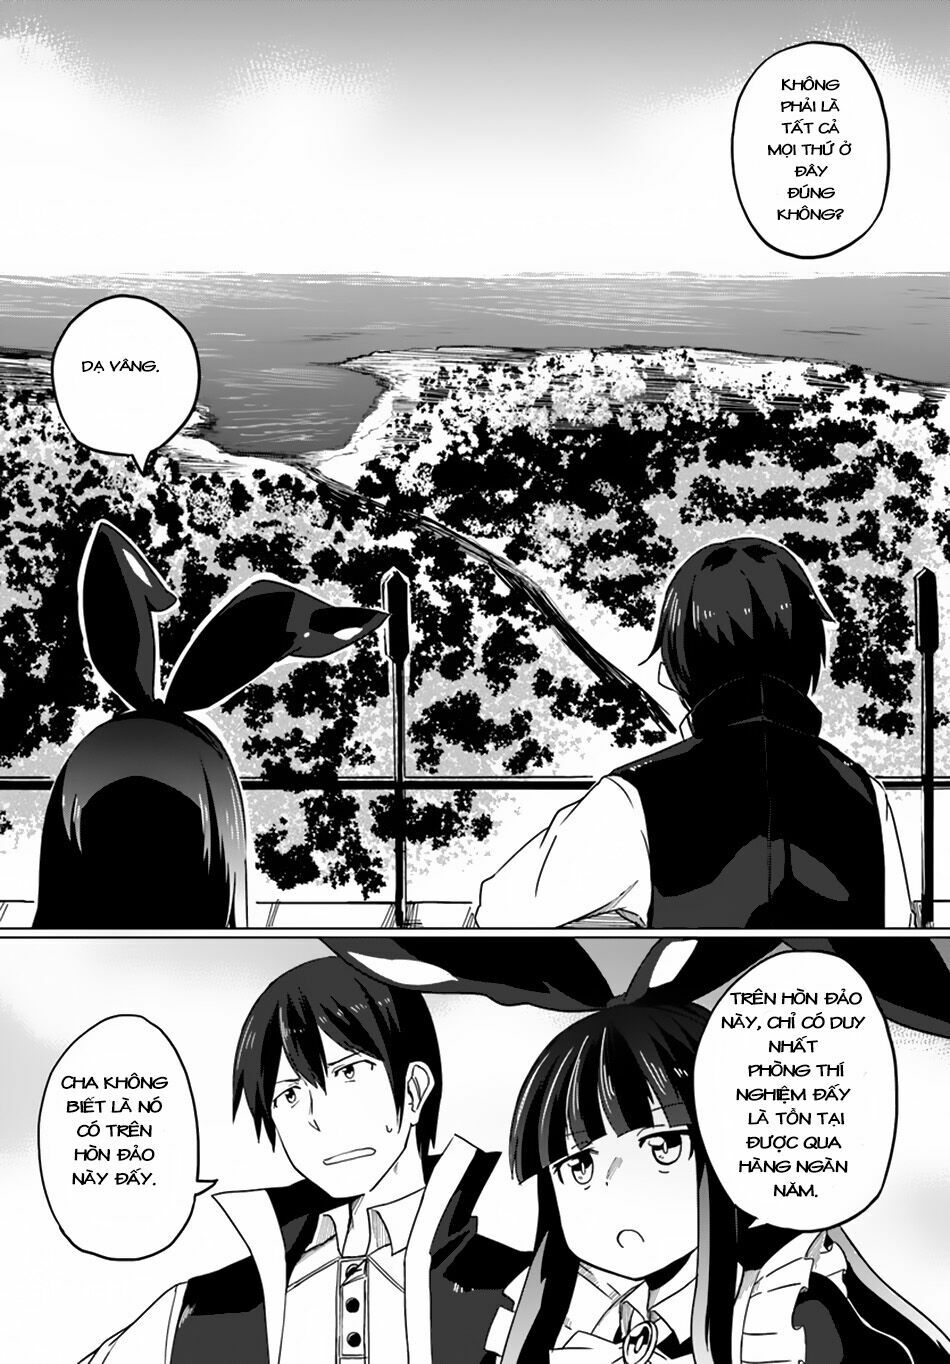 KHÔNG
PHẢI LÀ
TẤT CẢ
MỌI THỨ Ở
ĐÂY
ĐÚNG
KHÔNG?
DẠ VÂNG.
TRÊN HÒN ĐẢO
NÀY, CHỈ CÓ DUY
NHẤT
PHÒNG THÍ
NGHIỆM ĐẤY
LÀ TỒN TẠI
ĐƯỢC QUA
HÀNG NGÀN
NĂM.
CHA KHÔNG
BIẾT LÀ NÓ
CÓ TRÊN
HÒN ĐẢO
NÀY ĐẤY.